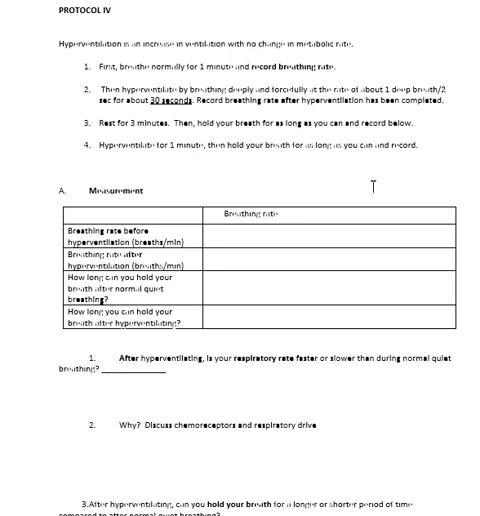 PROTOCOL IV
Hyperventilation is an increase in ventilation with no change in metabolic rate.
1. First, breathe normally for 1 minute and record breathing rate.
2. Then hyperventilate by breathing deeply and forcefully at the rate of about 1 deep breath/2
sec for about 30 seconds. Record breathing rate after hyperventilation has been completed.
3. Rest for 3 minutes. Then, hold your breath for as long as you can and record below.
4. Hyperventilate for 1 minute, then hold your breath for as long as you can and record.
A. Measurement
Breathing rate
Breathing rate before
hyperventilation (breaths/min)
Breathing rate after
hyperventilation (breaths/min)
How long can you hold your
breath after normal quiet
breathing?
How long you can hold your
breath after hyperventilating?
1. After hyperventilating, is your respiratory rate faster or slower than during normal quiet
breathing? ______________
2. Why? Discuss chemoreceptors and respiratory drive
3.After hyperventilating, can you hold your breath for a longer or shorter period of time
compared to after normal quiet breathing?